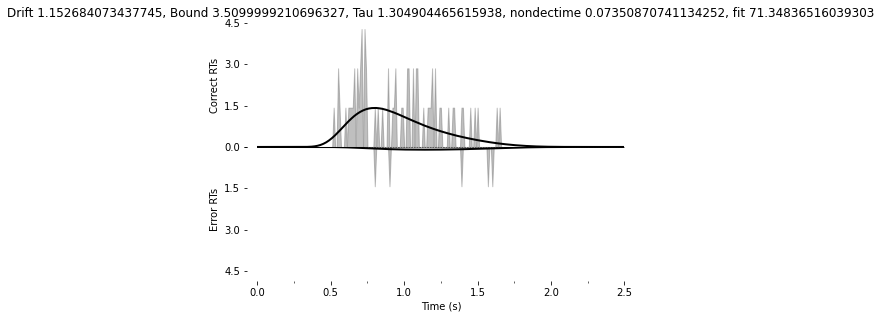 Drift 1.152684073437745, Bound 3.5099999210696327, Tau 1.304904465615938, nondectime 0.07350870741134252, fit 71.34836516039303
4.5
3.0
Correct RTs
1.5
0.0
1.5
Error RTs
3.0
4.5
0.0 0.5 1.0 1.5 2.0 2.5
Time (s)